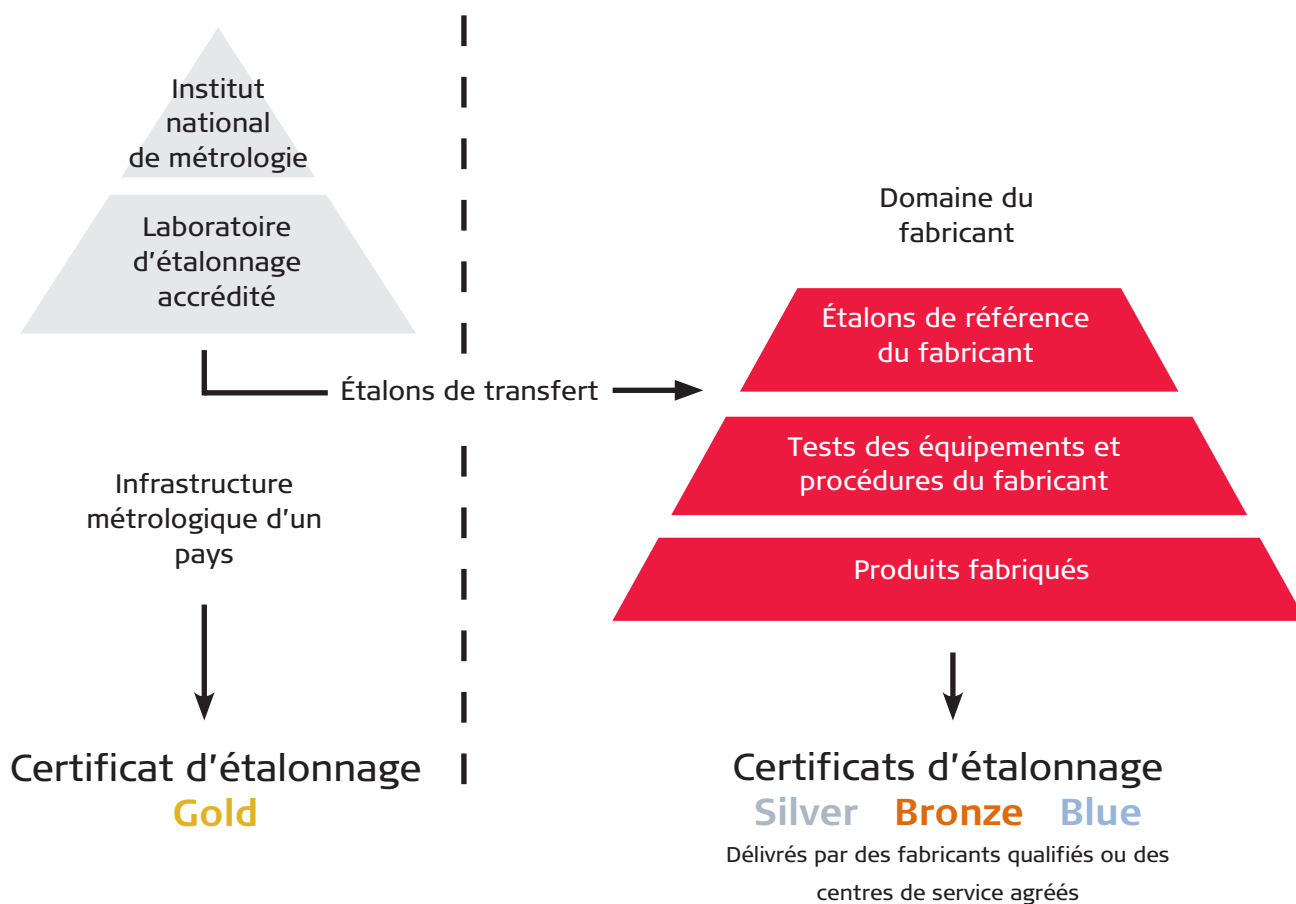 Institut
national
de métrologie
Laboratoire
d'étalonnage
accrédité
Étalons de transfert
Infrastructure
métrologique d'un
pays
Certificat d'étalonnage
Gold
Domaine du
fabricant
Étalons de référence
du fabricant
Tests des équipements et
procédures du fabricant
Produits fabriqués
Certificats d'étalonnage
Silver Bronze Blue
Délivrés par des fabricants qualifiés ou des
centres de service agréés